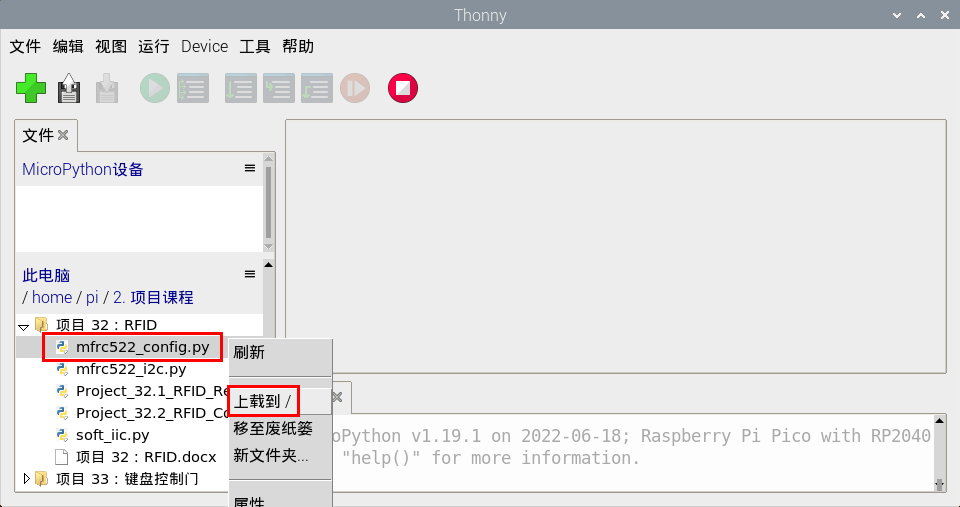 Thonny
文件 编辑 视图 运行 Device 工具 帮助
文件
MicroPython设备
此电脑
/ home / pi / 2. 项目课程
项目 32：RFID
mfrc522_config.py
mfrc522_i2c.py
Project_32.1_RFID_Re
Project_32.2_RFID_Co
soft_iic.py
项目 32：RFID.docx
项目 33：键盘控制门
刷新
上载到 /
移至废纸篓
新文件夹...
属性
oPython v1.19.1 on 2022-06-18; Raspberry Pi Pico with RP2040
"help()" for more information.